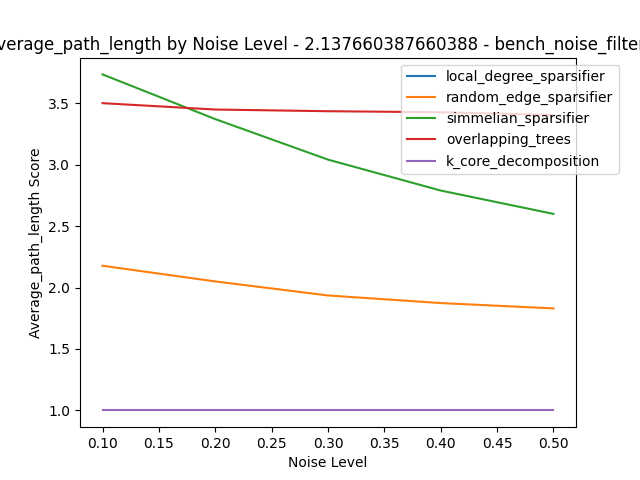 verage_path_length by Noise Level - 2.137660387660388 - bench_noise_filter
local_degree_sparsifier
random_edge_sparsifier
simmelian_sparsifier
overlapping_trees
k_core_decomposition
Average_path_length Score
3.5
3.0
2.5
2.0
1.5
1.0
0.10 0.15 0.20 0.25 0.30 0.35 0.40 0.45 0.50
Noise Level